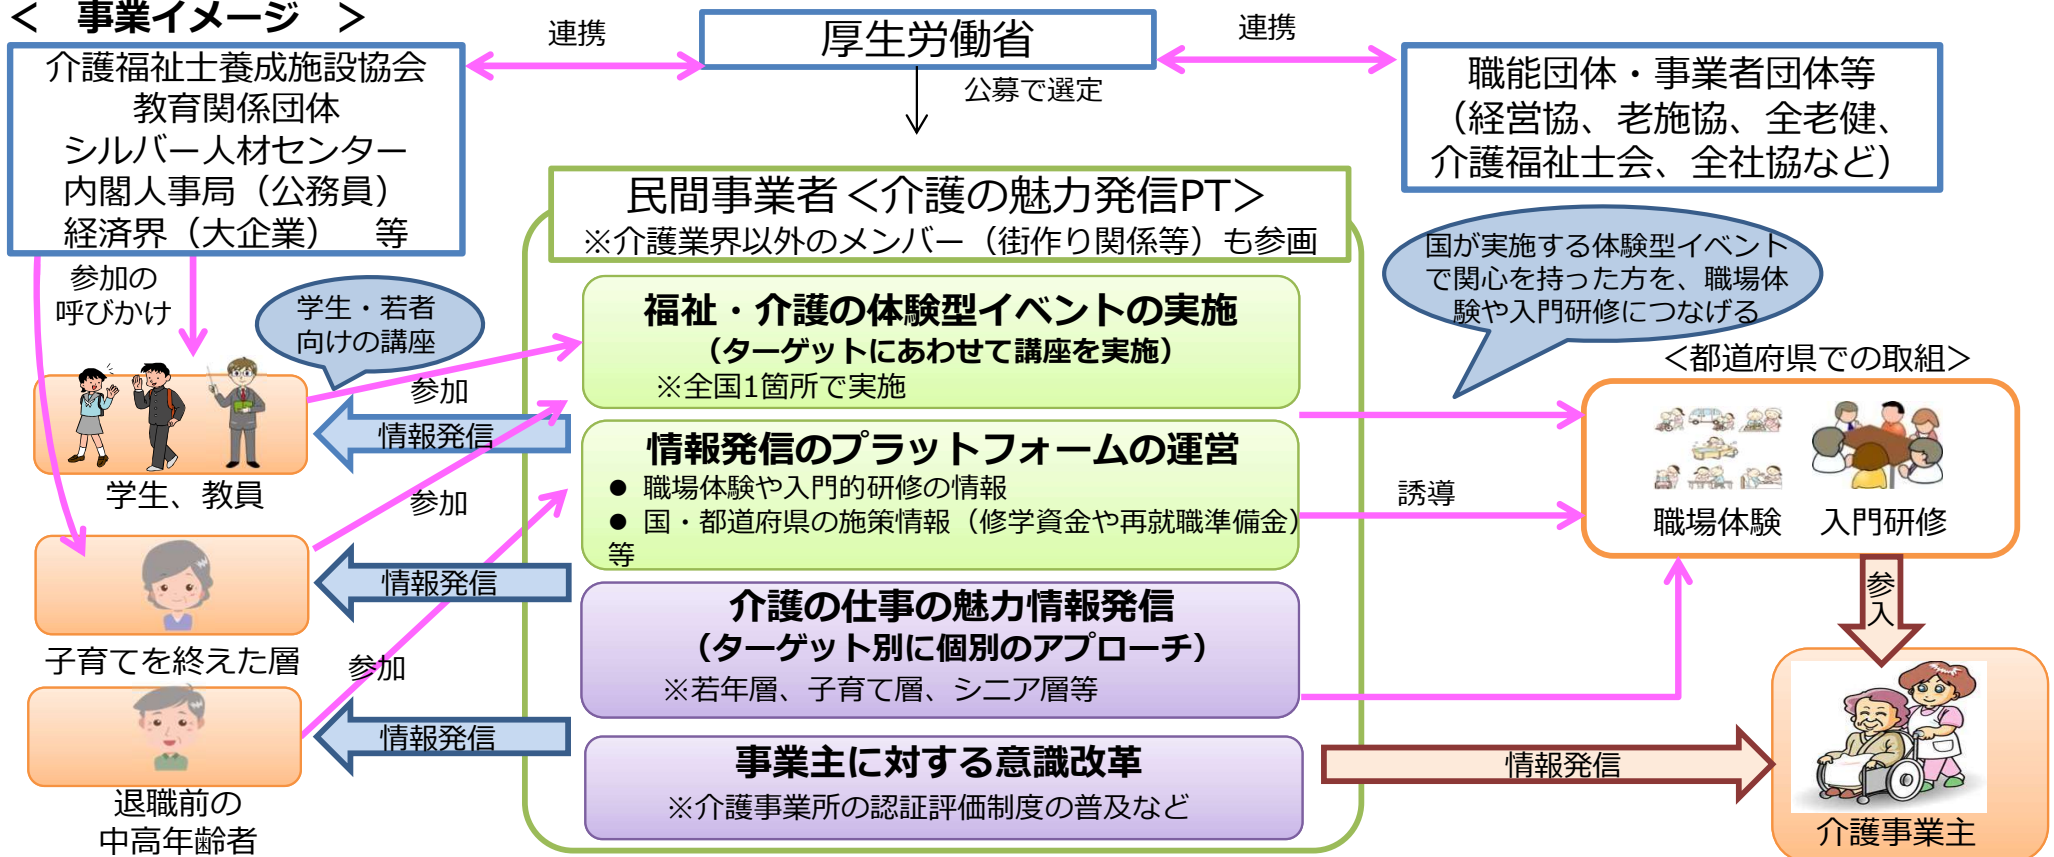 ＜　事業イメージ　＞
介護福祉士養成施設協会
教育関係団体
シルバー人材センター
内閣人事局（公務員）
経済界（大企業）　等
連携
厚生労働省
連携
公募で選定
職能団体・事業者団体等
（経営協、老施協、全老健、
介護福祉士会、全社協など）
民間事業者＜介護の魅力発信PT＞
※介護業界以外のメンバー（街作り関係等）も参画
参加の
呼びかけ
学生・若者
向けの講座
国が実施する体験型イベント
で関心を持った方を、職場体
験や入門研修につなげる
福祉・介護の体験型イベントの実施
（ターゲットにあわせて講座を実施）
※全国1箇所で実施
参加
情報発信
学生、教員
情報発信のプラットフォームの運営
● 職場体験や入門的研修の情報
● 国・都道府県の施策情報（修学資金や再就職準備金）
等
参加
情報発信
子育てを終えた層
介護の仕事の魅力情報発信
（ターゲット別に個別のアプローチ）
※若年層、子育て層、シニア層等
参加
情報発信
退職前の
中高年齢者
事業主に対する意識改革
※介護事業所の認証評価制度の普及など
誘導
＜都道府県での取組＞
職場体験
入門研修
参
入
情報発信
介護事業主